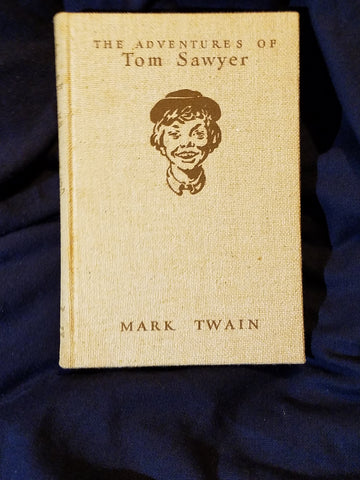 THE ADVENTURES OF
Tom Sawyer
MARK TWAIN